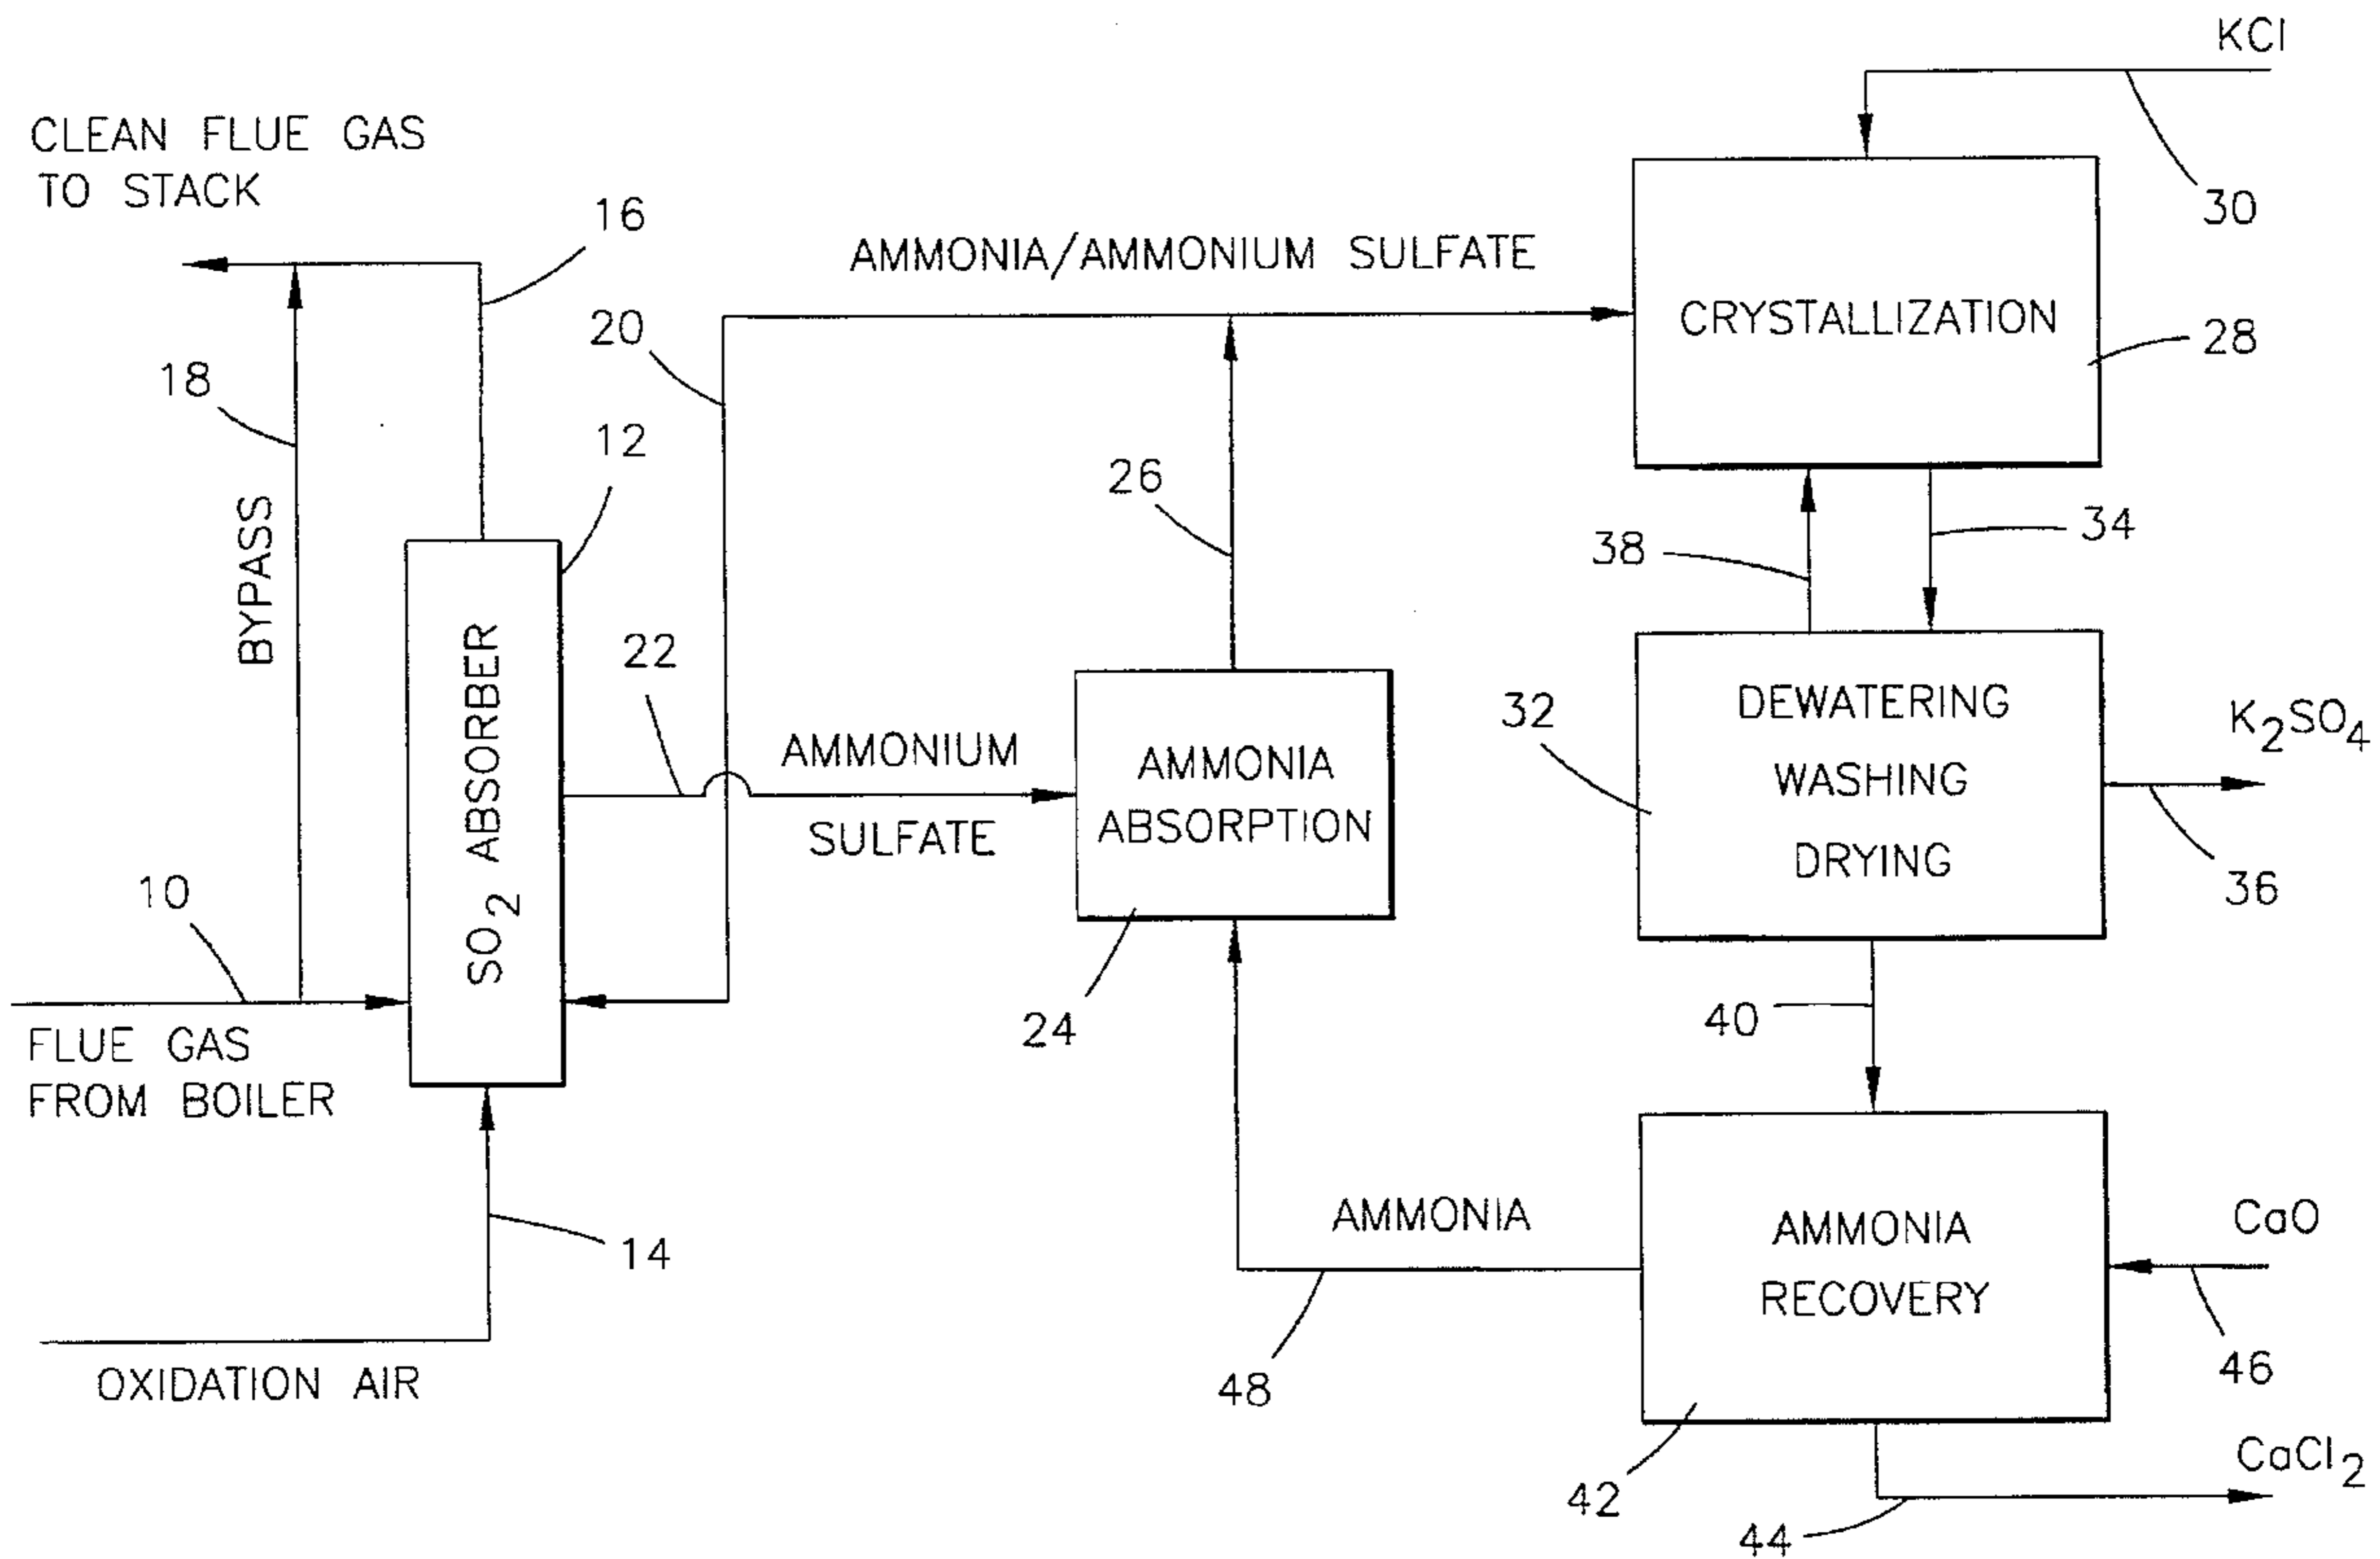 KCl
CLEAN FLUE GAS
TO STACK
16
30
AMMONIA/AMMONIUM SULFATE
20
CRYSTALLIZATION
28
18
12
26
38
34
BYPASS
22
SO2 ABSORBER
AMMONIUM
SULFATE
AMMONIA
ABSORPTION
32
DEWATERING
WASHING
DRYING
K2SO4
36
10
24
40
FLUE GAS
FROM BOILER
14
AMMONIA
AMMONIA
RECOVERY
CaO
46
OXIDATION AIR
48
42
CaCl2
44